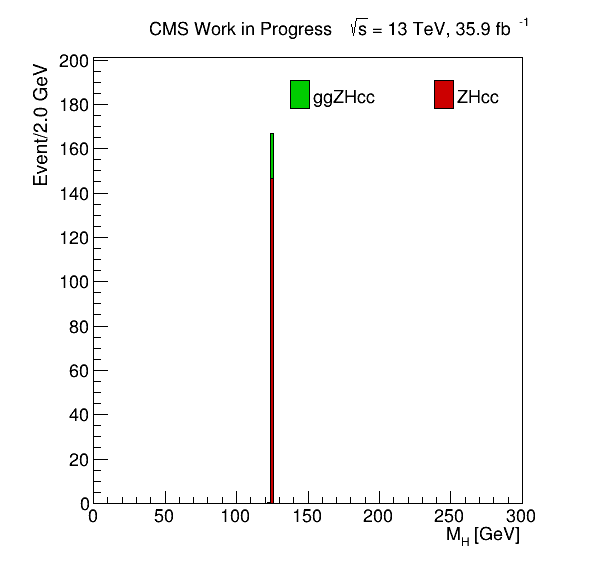 CMS Work in Progress √s = 13 TeV, 35.9 fb -1
Event/2.0 GeV
ggZHcc ZHcc
200
180
160
140
120
100
80
60
40
20
0
0 50 100 150 200 250 300
M_H [GeV]